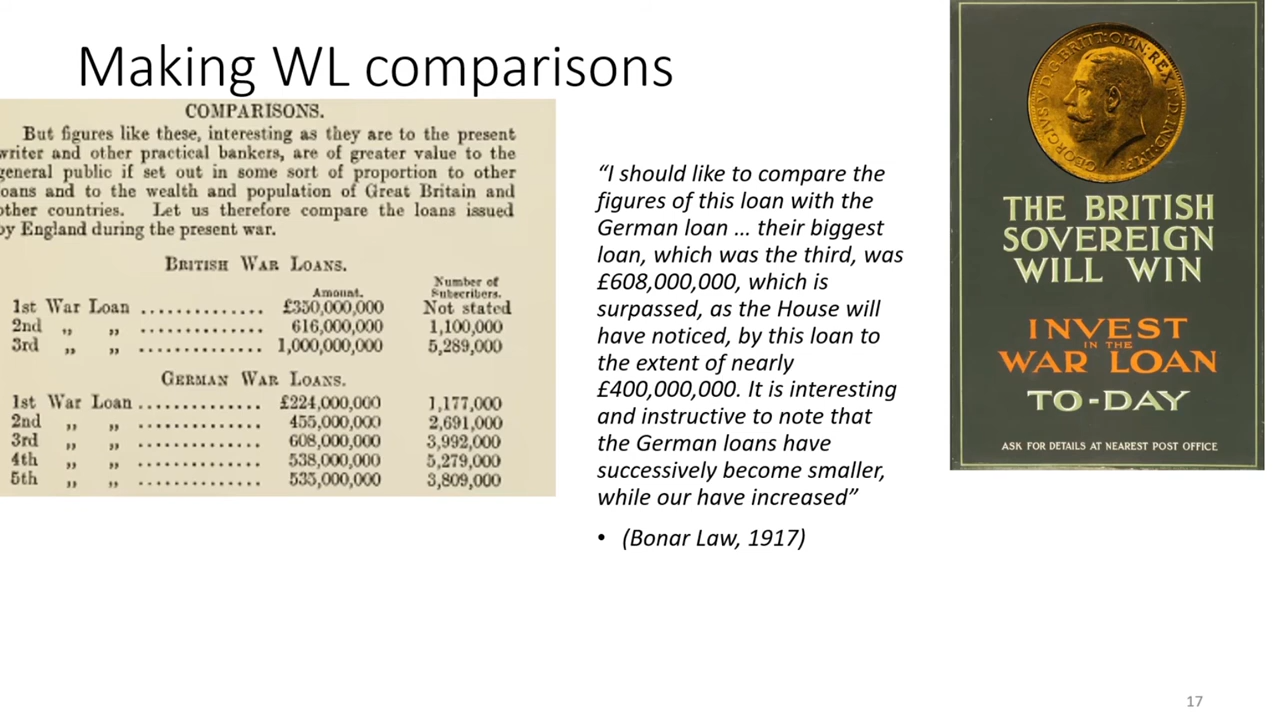 Making WL comparisons
COMPARISONS.
But figures like these, interesting as they are to the present
writer and other practical bankers, are of greater value to the
general public if set out in some sort of proportion to other
loans and to the wealth and population of Great Britain and
other countries. Let us therefore compare the loans issued
by England during the present war.
BRITISH WAR LOANS.
Amount. Number of Subscribers.
1st War Loan .............. £350,000,000 Not stated
2nd ,, ,, .............. 616,000,000 1,100,000
3rd ,, ,, .............. 1,000,000,000 5,289,000
GERMAN WAR LOANS.
1st War Loan .............. £224,000,000 1,177,000
2nd ,, ,, .............. 455,000,000 2,691,000
3rd ,, ,, .............. 608,000,000 3,992,000
4th ,, ,, .............. 538,000,000 5,279,000
5th ,, ,, .............. 535,000,000 3,809,000
“I should like to compare the
figures of this loan with the
German loan ... their biggest
loan, which was the third, was
£608,000,000, which is
surpassed, as the House will
have noticed, by this loan to
the extent of nearly
£400,000,000. It is interesting
and instructive to note that
the German loans have
successively become smaller,
while our have increased”
• (Bonar Law, 1917)
GEORGIVS V D.G.BRITT:OMN:REX F.D.IND:IMP:
THE BRITISH
SOVEREIGN
WILL WIN
INVEST
IN THE
WAR LOAN
TO-DAY
ASK FOR DETAILS AT NEAREST POST OFFICE
17